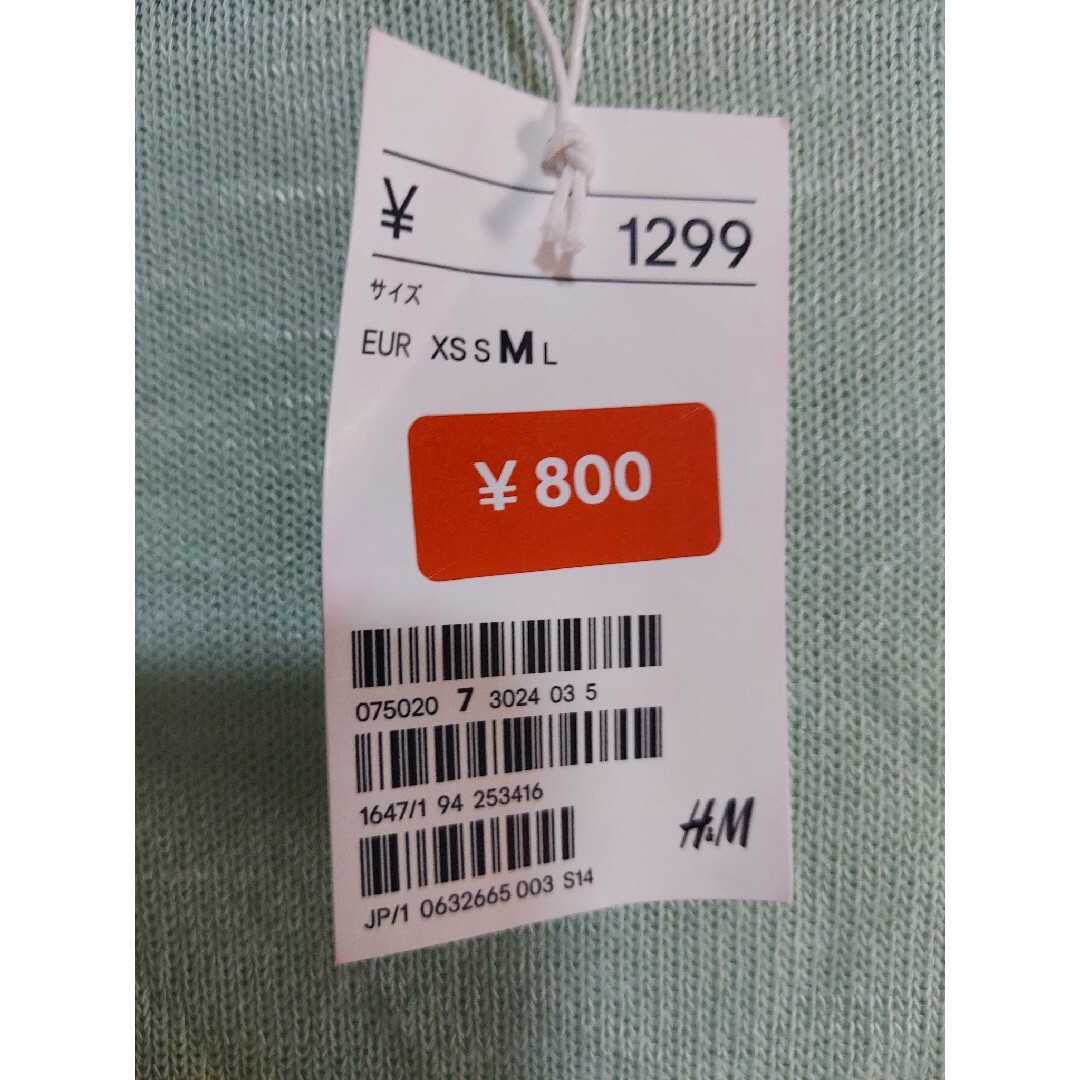 ¥ 1299
サイズ
EUR XS S M L
¥800
075020 7 3024 03 5
1647/1 94 253416
H&M
JP/1 0632665 003 S14